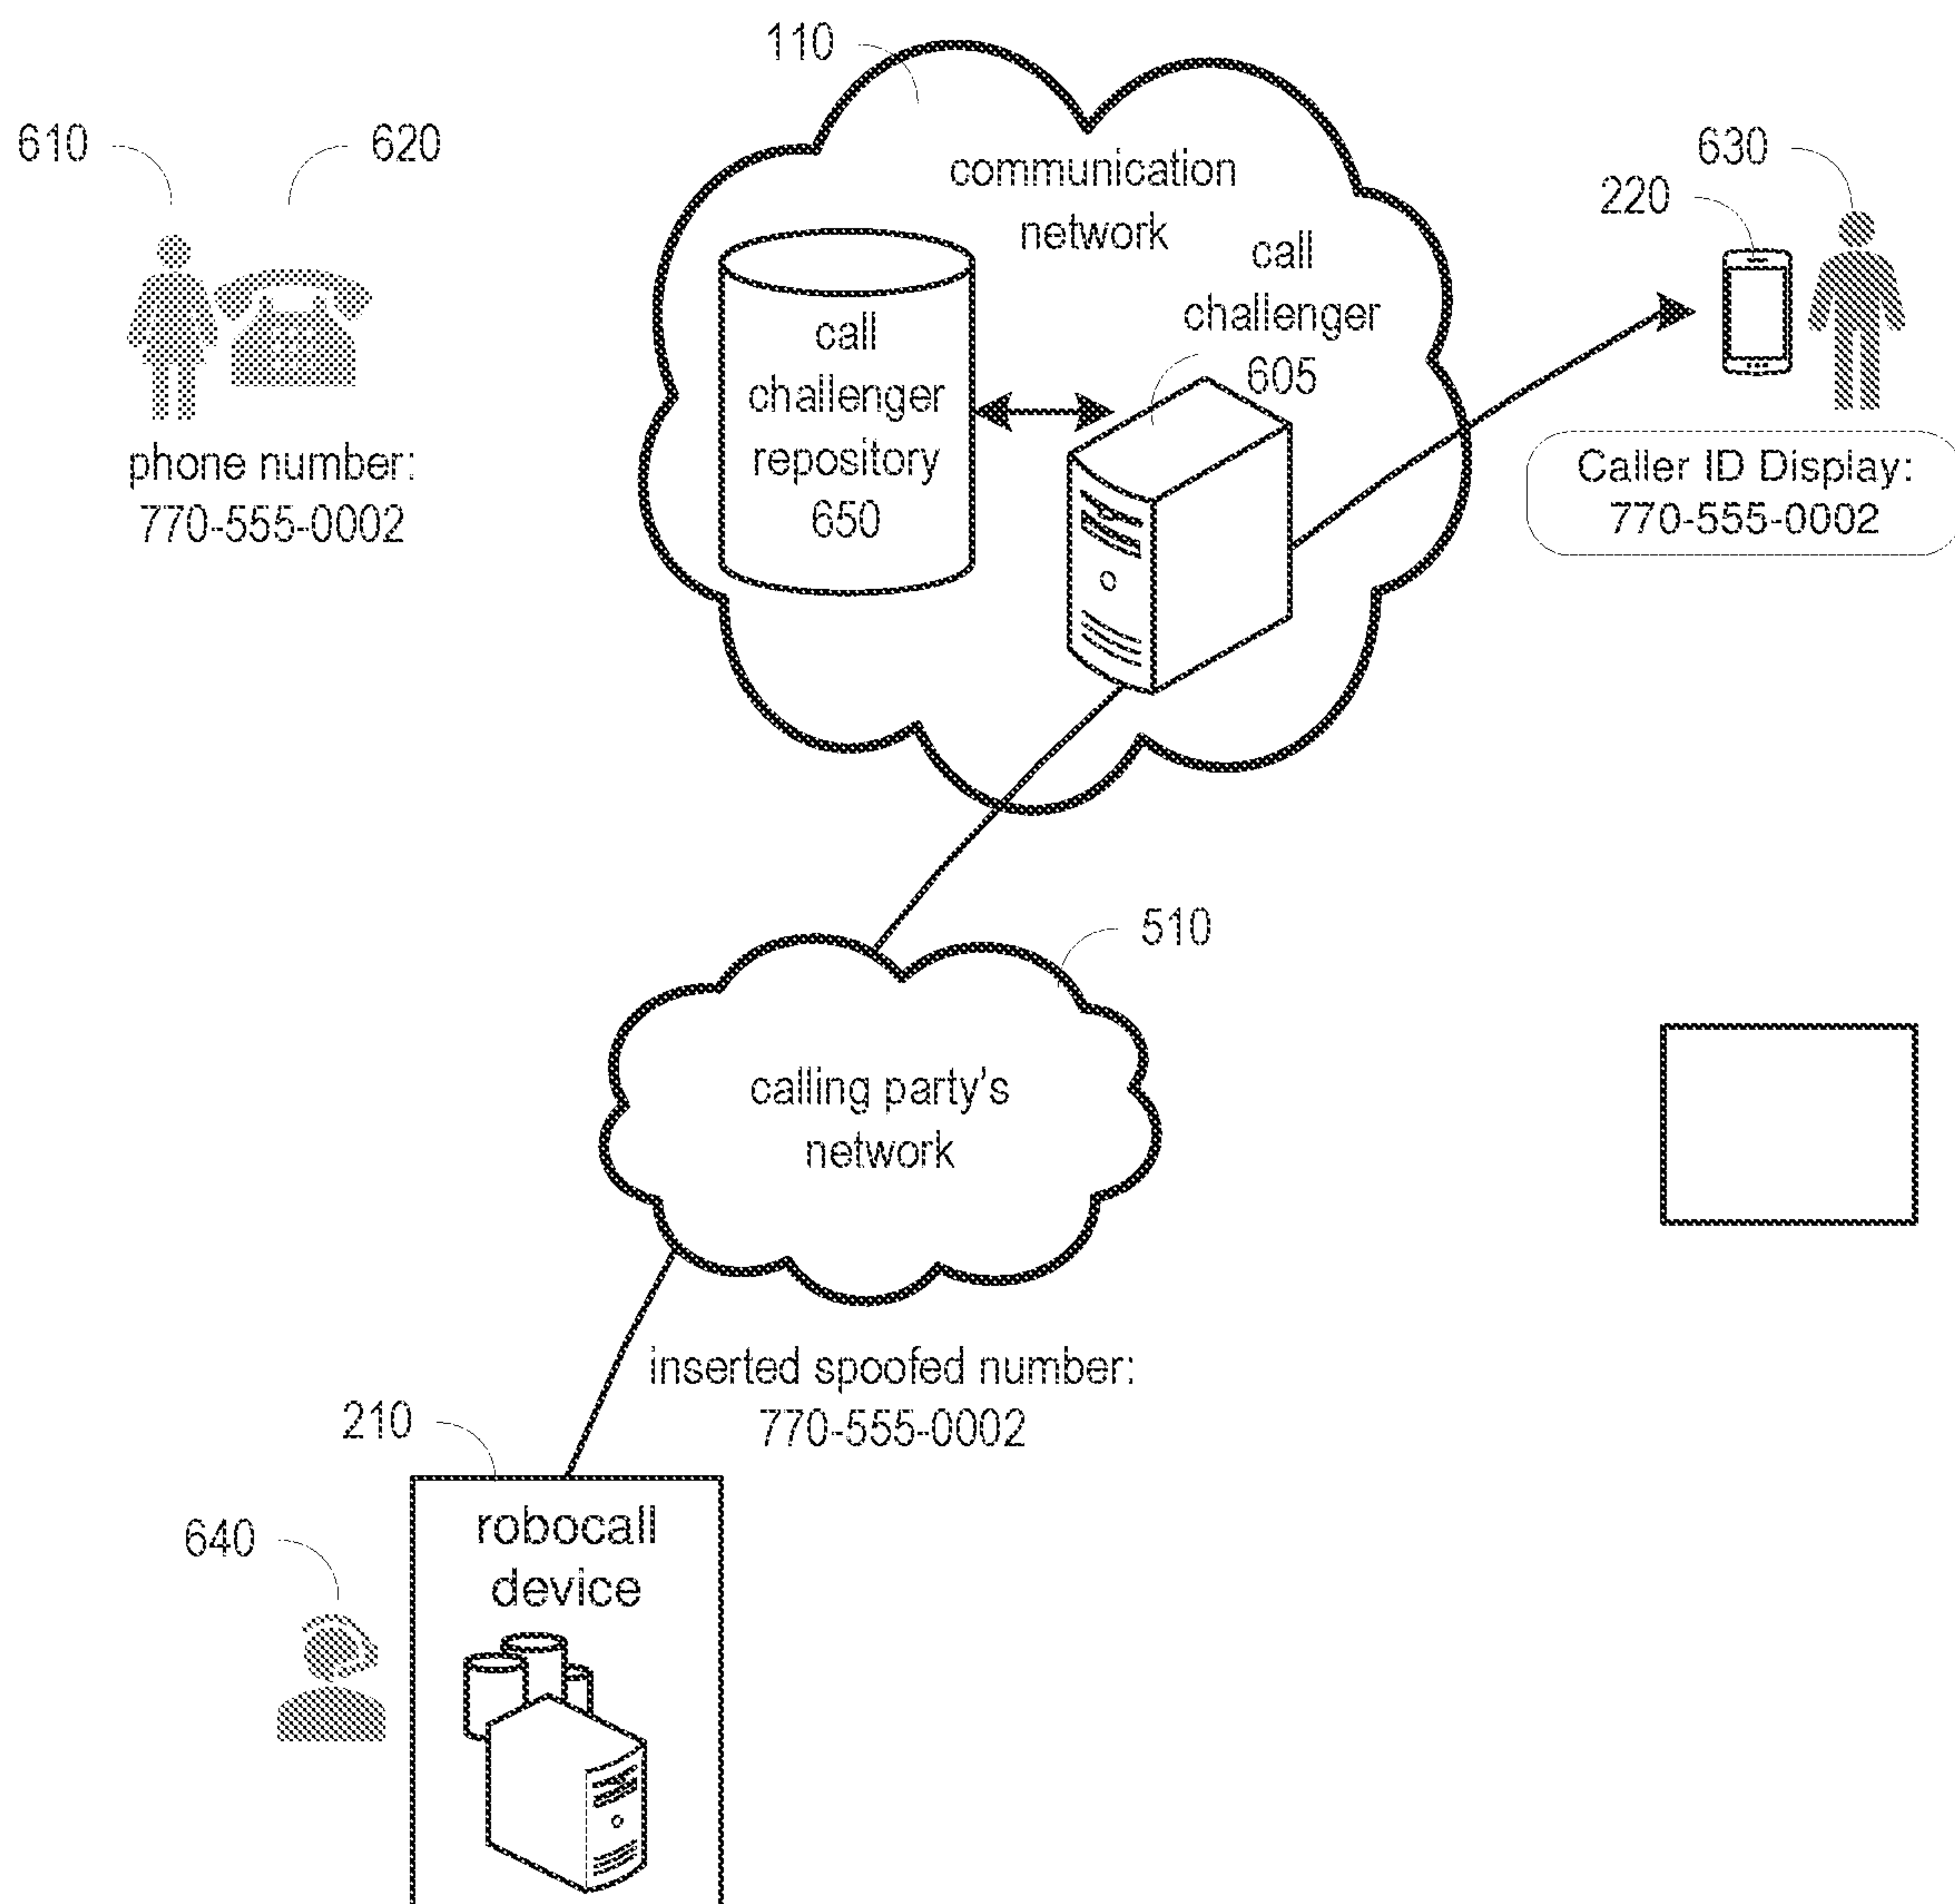 110
610
620
630
220
communication
network
call
challenger
605
call
challenger
repository
650
phone number:
770-555-0002
Caller ID Display:
770-555-0002
510
calling party's
network
inserted spoofed number:
770-555-0002
210
640
robocall
device